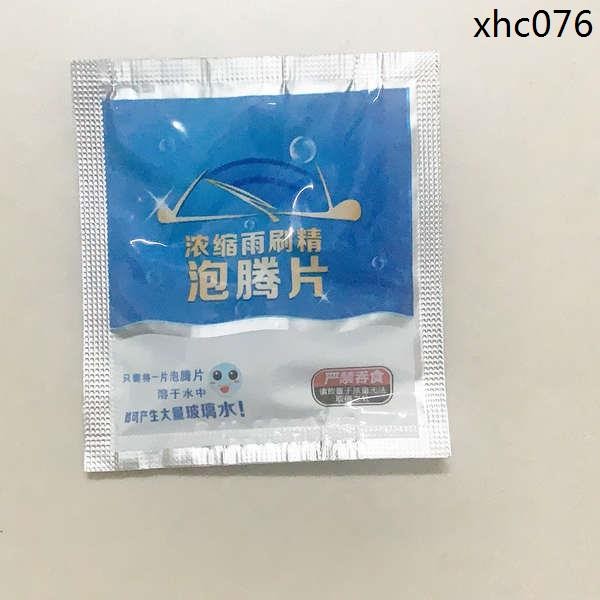 xhc076
浓缩雨刷精
泡腾片
只需将一片泡腾片
溶于水中
即可产生大量玻璃水！
严禁吞食